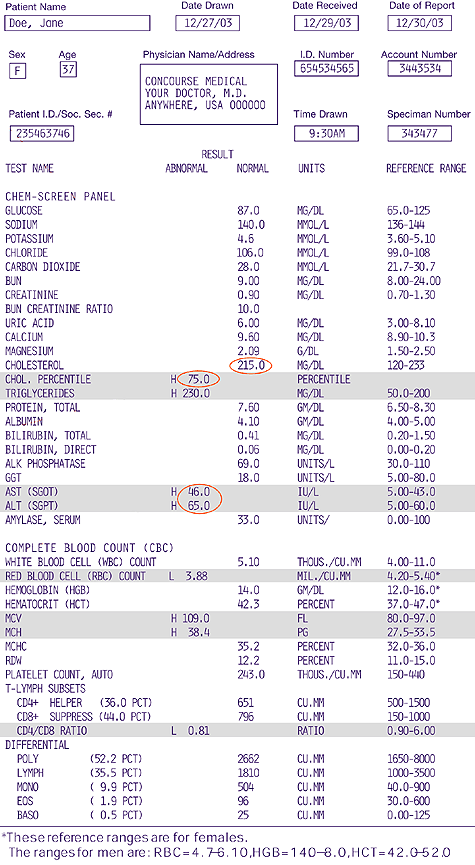 Patient Name Date Drawn Date Received Date of Report
Doe, Jane 12/27/03 12/29/03 12/30/03
Sex Age Physician Name/Address I.D. Number Account Number
F 37 CONCOURSE MEDICAL 654534565 3443534
YOUR DOCTOR, M.D.
ANYWHERE, USA 000000
Patient I.D./Soc. Sec. # Time Drawn Speciman Number
235463746 9:30AM 343477
RESULT
TEST NAME ABNORMAL NORMAL UNITS REFERENCE RANGE
CHEM-SCREEN PANEL
GLUCOSE 87.0 MG/DL 65.0-125
SODIUM 140.0 MMOL/L 136-144
POTASSIUM 4.6 MMOL/L 3.60-5.10
CHLORIDE 106.0 MMOL/L 99.0-108
CARBON DIOXIDE 28.0 MMOL/L 21.7-30.7
BUN 9.00 MG/DL 8.00-24.00
CREATININE 0.90 MG/DL 0.70-1.30
BUN CREATININE RATIO 10.0
URIC ACID 6.00 MG/DL 3.00-8.10
CALCIUM 9.60 MG/DL 8.90-10.3
MAGNESIUM 2.09 G/DL 1.50-2.50
CHOLESTEROL 215.0 MG/DL 120-233
CHOL. PERCENTILE H 75.0 PERCENTILE
TRIGLYCERIDES H 230.0 MG/DL 50.0-200
PROTEIN, TOTAL 7.60 GM/DL 6.50-8.30
ALBUMIN 4.10 GM/DL 4.00-5.00
BILIRUBIN, TOTAL 0.41 MG/DL 0.20-1.50
BILIRUBIN, DIRECT 0.06 MG/DL 0.00-0.20
ALK PHOSPHATASE 69.0 UNITS/L 30.0-110
GGT 18.0 UNITS/L 5.00-80.0
AST (SGOT) H 46.0 IU/L 5.00-43.0
ALT (SGPT) H 65.0 IU/L 5.00-60.0
AMYLASE, SERUM 33.0 UNITS/ 0.00-100
COMPLETE BLOOD COUNT (CBC)
WHITE BLOOD CELL (WBC) COUNT 5.10 THOUS./CU.MM 4.00-11.0
RED BLOOD CELL (RBC) COUNT L 3.88 MIL./CU.MM 4.20-5.40*
HEMOGLOBIN (HGB) 14.0 GM/DL 12.0-16.0*
HEMATOCRIT (HCT) 42.3 PERCENT 37.0-47.0*
MCV H 109.0 FL 80.0-97.0
MCH H 38.4 PG 27.5-33.5
MCHC 35.2 PERCENT 32.0-36.0
RDW 12.2 PERCENT 11.0-15.0
PLATELET COUNT, AUTO 243.0 THOUS./CU.MM 150-440
T-LYMPH SUBSETS
CD4+ HELPER (36.0 PCT) 651 CU.MM 500-1500
CD8+ SUPPRESS (44.0 PCT) 796 CU.MM 150-1000
CD4/CD8 RATIO L 0.81 RATIO 0.90-6.00
DIFFERENTIAL
POLY (52.2 PCT) 2662 CU.MM 1650-8000
LYMPH (35.5 PCT) 1810 CU.MM 1000-3500
MONO ( 9.9 PCT) 504 CU.MM 40.0-900
EOS ( 1.9 PCT) 96 CU.MM 30.0-600
BASO ( 0.5 PCT) 25 CU.MM 0.00-125
*These reference ranges are for females.
The ranges for men are: RBC=4.7-6.10,HGB=140-8.0,HCT=42.0-52.0